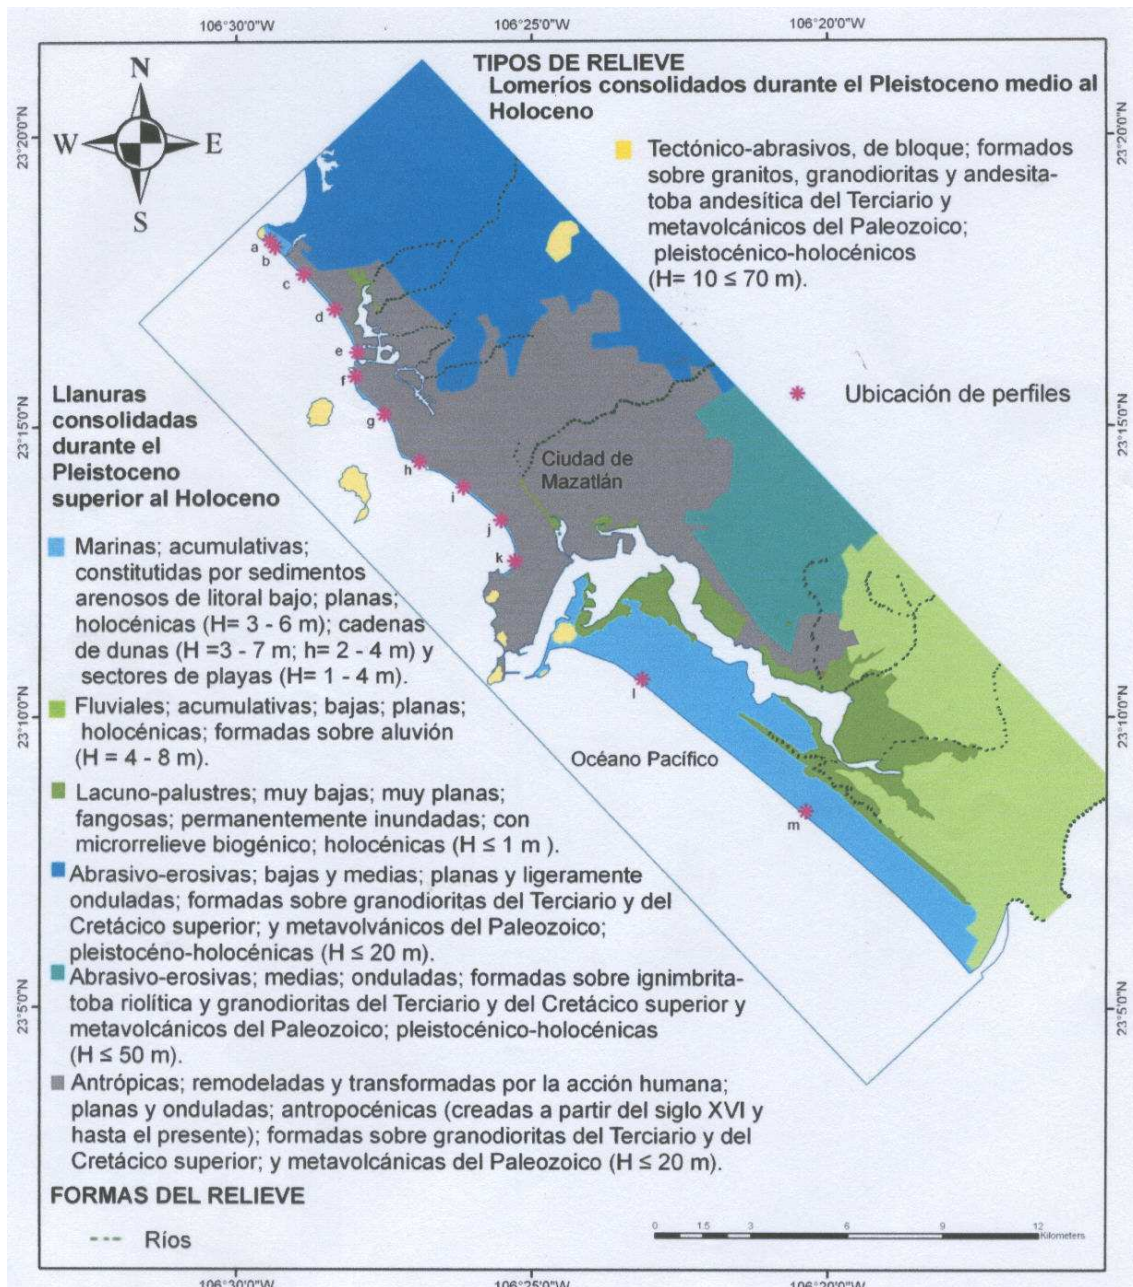 106°30'0"W
106°25'0"W
106°20'0"W
N
W
E
S
23°20'0"N
23°20'0"N
TIPOS DE RELIEVE
Lomeríos consolidados durante el Pleistoceno medio al
Holoceno
Tectónico-abrasivos, de bloque; formados
sobre granitos, granodioritas y andesita-
toba andesítica del Terciario y
metavolcánicos del Paleozoico;
pleistocénico-holocénicos
(H= 10 ≤ 70 m).
Ubicación de perfiles
a
b
c
d
e
f
g
h
i
j
k
l
m
Ciudad de
Mazatlán
Océano Pacífico
23°15'0"N
23°15'0"N
Llanuras
consolidadas
durante el
Pleistoceno
superior al Holoceno
Marinas; acumulativas;
constitutidas por sedimentos
arenosos de litoral bajo; planas;
holocénicas (H= 3 - 6 m); cadenas
de dunas (H =3 - 7 m; h= 2 - 4 m) y
sectores de playas (H= 1 - 4 m).
23°10'0"N
23°10'0"N
Fluviales; acumulativas; bajas; planas;
holocénicas; formadas sobre aluvión
(H = 4 - 8 m).
Lacuno-palustres; muy bajas; muy planas;
fangosas; permanentemente inundadas; con
microrrelieve biogénico; holocénicas (H ≤ 1 m ).
Abrasivo-erosivas; bajas y medias; planas y ligeramente
onduladas; formadas sobre granodioritas del Terciario y del
Cretácico superior; y metavolvánicos del Paleozoico;
pleistocéno-holocénicas (H ≤ 20 m).
23°5'0"N
23°5'0"N
Abrasivo-erosivas; medias; onduladas; formadas sobre ignimbrita-
toba riolítica y granodioritas del Terciario y del Cretácico superior y
metavolcánicos del Paleozoico; pleistocénico-holocénicas
(H ≤ 50 m).
Antrópicas; remodeladas y transformadas por la acción humana;
planas y onduladas; antropocénicas (creadas a partir del siglo XVI y
hasta el presente); formadas sobre granodioritas del Terciario y del
Cretácico superior; y metavolcánicas del Paleozoico (H ≤ 20 m).
FORMAS DEL RELIEVE
Ríos
0 1.5 3 6 9 12
Kilometers
106°30'0"W
106°25'0"W
106°20'0"W